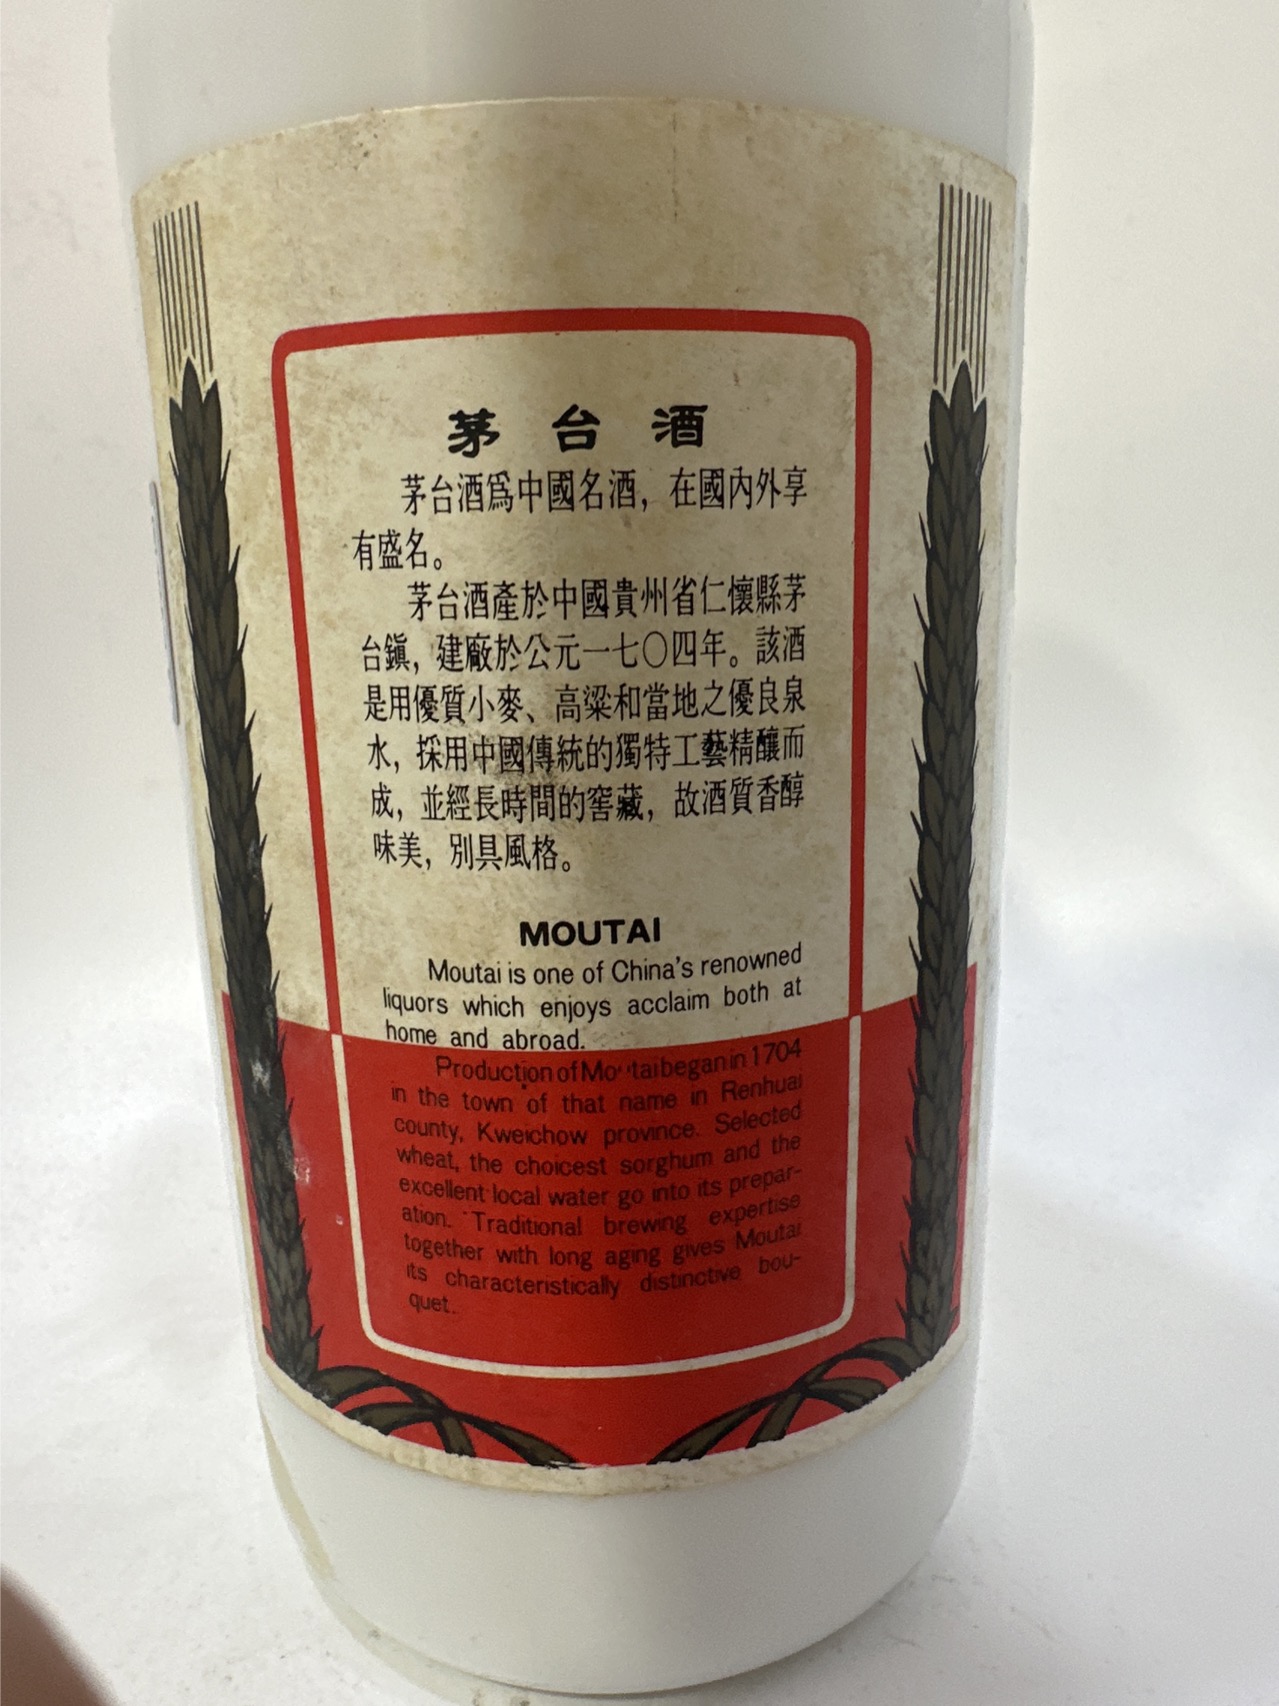 茅台酒
茅台酒爲中國名酒，在國內外享
有盛名。
茅台酒產於中國貴州省仁懷縣茅
台鎮，建廠於公元一七〇四年。該酒
是用優質小麥、高粱和當地之優良泉
水，採用中國傳統的獨特工藝精釀而
成，並經長時間的窖藏，故酒質香醇
味美，別具風格。
MOUTAI
Moutai is one of China's renowned
liquors which enjoys acclaim both at
home and abroad.
Production of Moutai began in 1704
in the town of that name in Renhuai
county, Kweichow province. Selected
wheat, the choicest sorghum and the
excellent local water go into its prepar-
ation. Traditional brewing expertise
together with long aging gives Moutai
its characteristically distinctive bou-
quet.